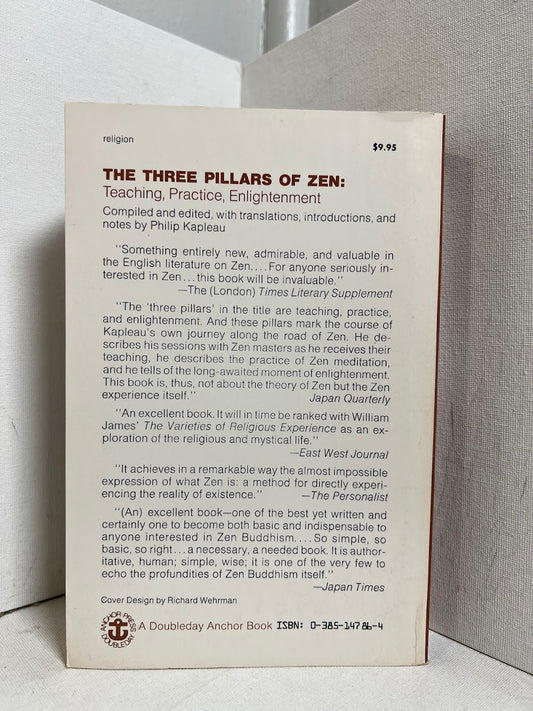 religion
$9.95
THE THREE PILLARS OF ZEN:
Teaching, Practice, Enlightenment
Compiled and edited, with translations, introductions, and
notes by Philip Kapleau
"Something entirely new, admirable, and valuable in
the English literature on Zen.... For anyone seriously in-
terested in Zen...this book will be invaluable."
—The (London) Times Literary Supplement
"The 'three pillars' in the title are teaching, practice,
and enlightenment. And these pillars mark the course of
Kapleau's own journey along the road of Zen. He de-
scribes his sessions with Zen masters as he receives their
teaching, he describes the practice of Zen meditation,
and he tells of the long-awaited moment of enlightenment.
This book is, thus, not about the theory of Zen but the Zen
experience itself." Japan Quarterly
"An excellent book. It will in time be ranked with William
James' The Varieties of Religious Experience as an ex-
ploration of the religious and mystical life."
—East West Journal
"It achieves in a remarkable way the almost impossible
expression of what Zen is: a method for directly experi-
encing the reality of existence." —The Personalist
"(An) excellent book—one of the best yet written and
certainly one to become both basic and indispensable to
anyone interested in Zen Buddhism.... So simple, so
basic, so right...a necessary, a needed book. It is author-
itative, human; simple, wise; it is one of the very few to
echo the profundities of Zen Buddhism itself."
—Japan Times
Cover Design by Richard Wehrman
ANCHOR PRESS
DOUBLEDAY
A Doubleday Anchor Book ISBN: 0-385-14786-4